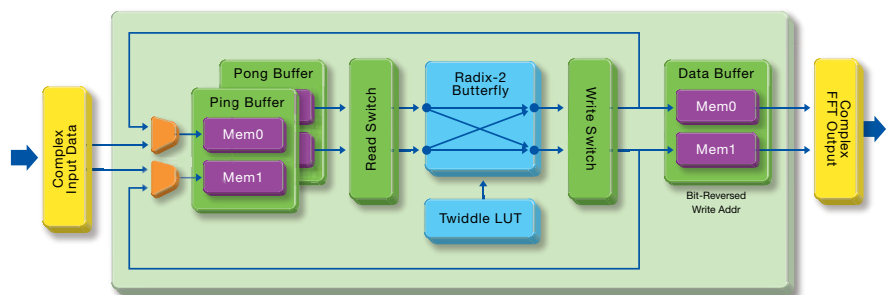 Complex
Input Data
Pong Buffer
Ping Buffer
Mem0
Mem1
Read Switch
Radix-2
Butterfly
Twiddle LUT
Write Switch
Data Buffer
Mem0
Mem1
Bit-Reversed
Write Addr
Complex
FFT Output